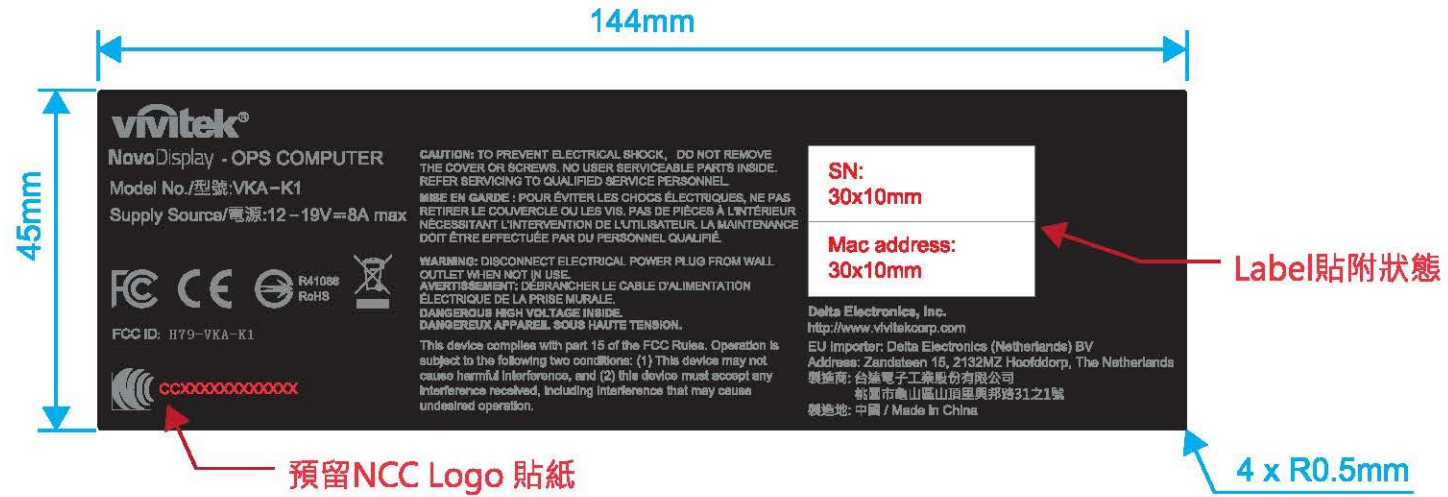 144mm
45mm
vivitek®
NovoDisplay - OPS COMPUTER
Model No./型號:VKA-K1
Supply Source/電源:12-19V⎓8A max
FC CE R41086
RoHS
FCC ID: H79-VKA-K1
CCXXXXXXXXXXXX
CAUTION: TO PREVENT ELECTRICAL SHOCK, DO NOT REMOVE
THE COVER OR SCREWS. NO USER SERVICEABLE PARTS INSIDE.
REFER SERVICING TO QUALIFIED SERVICE PERSONNEL.
MISE EN GARDE : POUR ÉVITER LES CHOCS ÉLECTRIQUES, NE PAS
RETIRER LE COUVERCLE OU LES VIS. PAS DE PIÈCES À L'INTÉRIEUR
NÉCESSITANT L'INTERVENTION DE L'UTILISATEUR. LA MAINTENANCE
DOIT ÊTRE EFFECTUÉE PAR DU PERSONNEL QUALIFIÉ.
WARNING: DISCONNECT ELECTRICAL POWER PLUG FROM WALL
OUTLET WHEN NOT IN USE.
AVERTISSEMENT: DÉBRANCHER LE CABLE D'ALIMENTATION
ÉLECTRIQUE DE LA PRISE MURALE.
DANGEROUS HIGH VOLTAGE INSIDE.
DANGEREUX APPAREIL SOUS HAUTE TENSION.
This device complies with part 15 of the FCC Rules. Operation is
subject to the following two conditions: (1) This device may not
cause harmful interference, and (2) this device must accept any
interference received, including interference that may cause
undesired operation.
SN:
30x10mm
Mac address:
30x10mm
Delta Electronics, Inc.
http://www.vivitekcorp.com
EU Importer: Delta Electronics (Netherlands) BV
Address: Zandsteen 15, 2132MZ Hoofddorp, The Netherlands
製造商: 台達電子工業股份有限公司
桃園市龜山區山頂里興邦路31之1號
製造地: 中國 / Made in China
Label貼附狀態
預留NCC Logo 貼紙
4 x R0.5mm